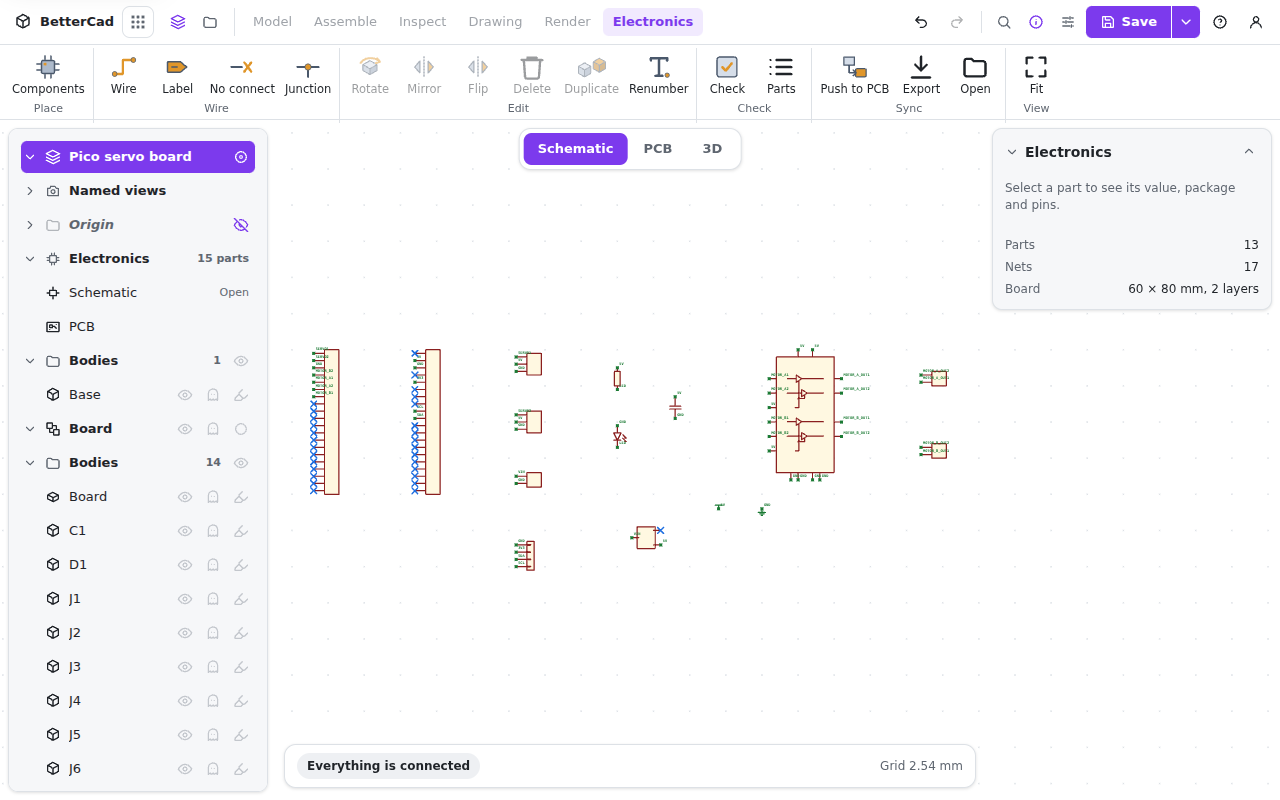 BetterCad
Model
Assemble
Inspect
Drawing
Render
Electronics
Save
Components
Wire
Label
No connect
Junction
Rotate
Mirror
Flip
Delete
Duplicate
Renumber
Check
Parts
Push to PCB
Export
Open
Fit
Place
Wire
Edit
Check
Sync
View
Pico servo board
Named views
Origin
Electronics 15 parts
Schematic Open
PCB
Bodies 1
Base
Board
Bodies 14
Board
C1
D1
J1
J2
J3
J4
J5
J6
Schematic
PCB
3D
Electronics
Select a part to see its value, package
and pins.
Parts 13
Nets 17
Board 60 × 80 mm, 2 layers
Everything is connected
Grid 2.54 mm